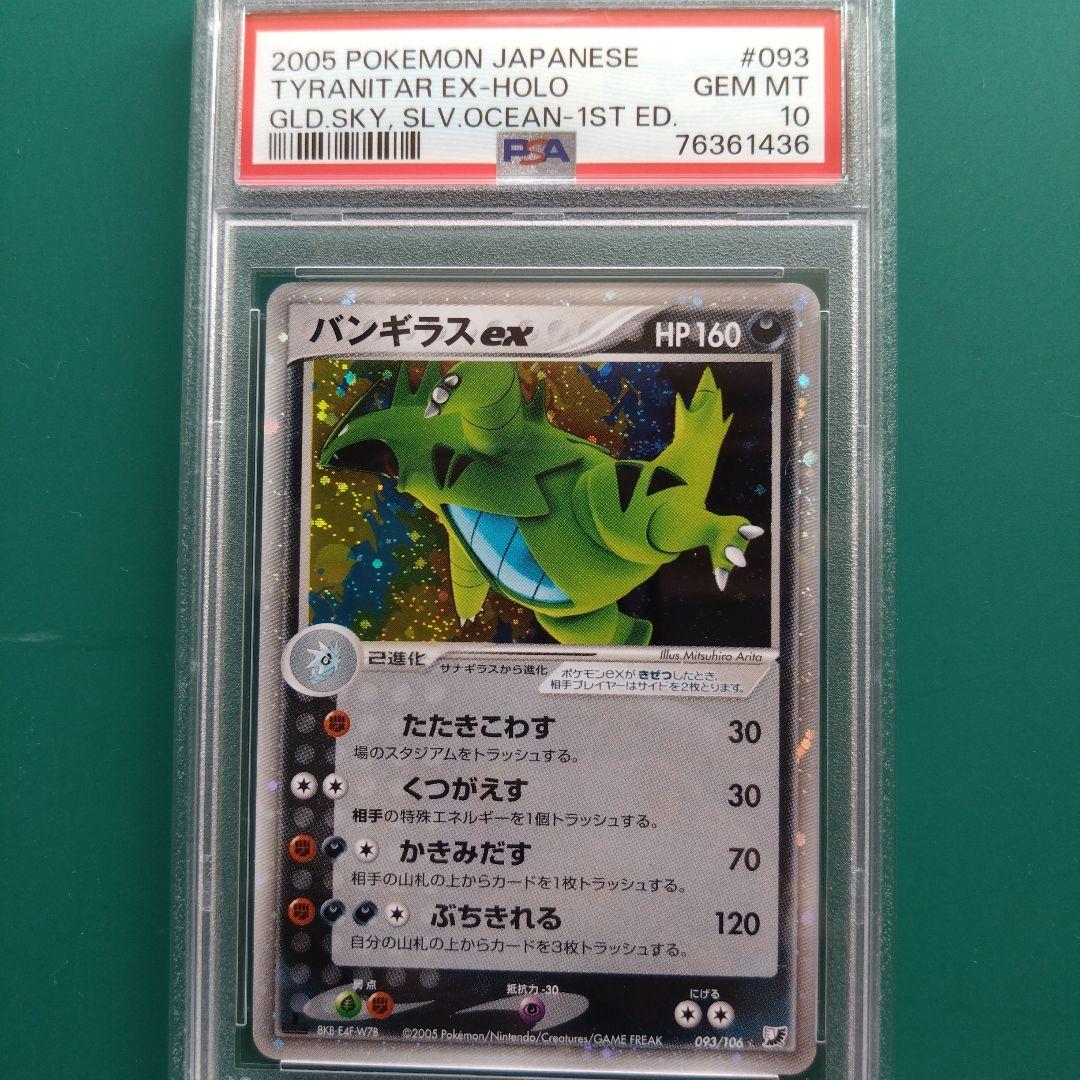 2005 POKEMON JAPANESE #093
TYRANITAR EX-HOLO GEM MT
GLD.SKY, SLV.OCEAN-1ST ED. 10
76361436
PSA
バンギラスex HP160
Illus.Mitsuhiro Arita
己進化
サナギラスから進化
ポケモンexが きぜつしたとき、
相手プレイヤーはサイドを2枚とります。
たたきこわす 30
場のスタジアムをトラッシュする。
くつがえす 30
相手の特殊エネルギーを1個トラッシュする。
かきみだす 70
相手の山札の上からカードを1枚トラッシュする。
ぶちきれる 120
自分の山札の上からカードを3枚トラッシュする。
弱点 抵抗力 -30 にげる
8KB-E4F-W7B ©2005 Pokémon/Nintendo/Creatures/GAME FREAK 093/106